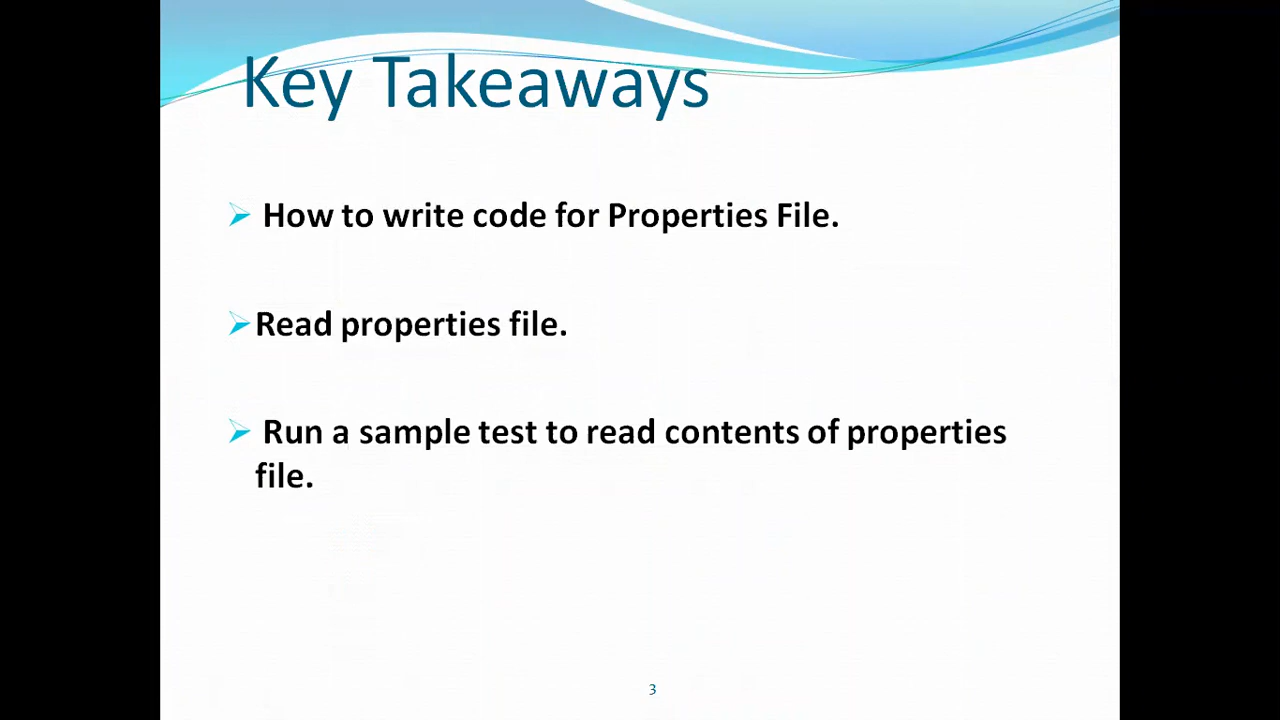 Key Takeaways
How to write code for Properties File.
Read properties file.
Run a sample test to read contents of properties
file.
3